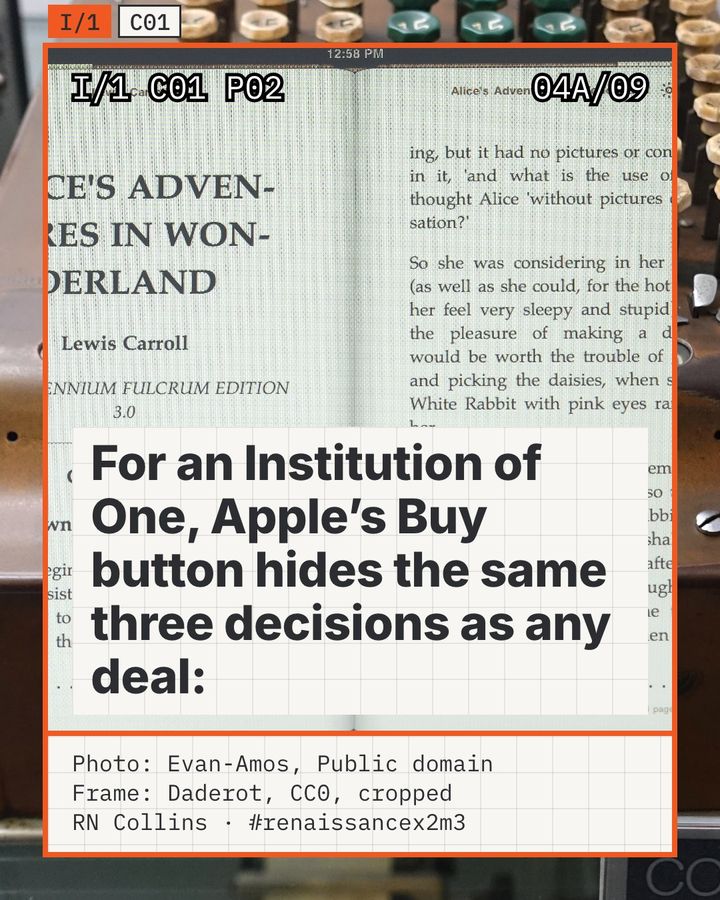 I/1 C01
12:58 PM
I/1 C01 P02
04A/09
Alice's Adven
CE'S ADVEN-
RES IN WON-
DERLAND
Lewis Carroll
ENNIUM FULCRUM EDITION
3.0
ing, but it had no pictures or con
in it, 'and what is the use of
thought Alice 'without pictures
sation?'
So she was considering in her
(as well as she could, for the hot
her feel very sleepy and stupid
the pleasure of making a d
would be worth the trouble of
and picking the daisies, when s
White Rabbit with pink eyes ra
For an Institution of
One, Apple’s Buy
button hides the same
three decisions as any
deal:
Photo: Evan-Amos, Public domain
Frame: Daderot, CC0, cropped
RN Collins · #renaissancex2m3